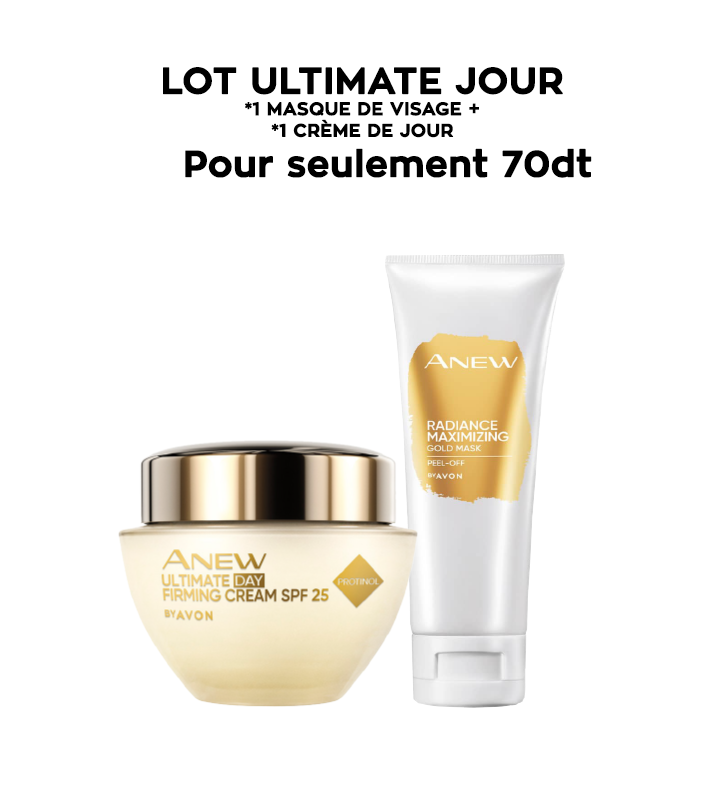 LOT ULTIMATE JOUR
*1 MASQUE DE VISAGE +
*1 CRÈME DE JOUR
Pour seulement 70dt
ANEW
RADIANCE
MAXIMIZING
GOLD MASK
PEEL-OFF
BY AVON
ANEW
ULTIMATE DAY
FIRMING CREAM SPF 25
PROTINOL
BY AVON